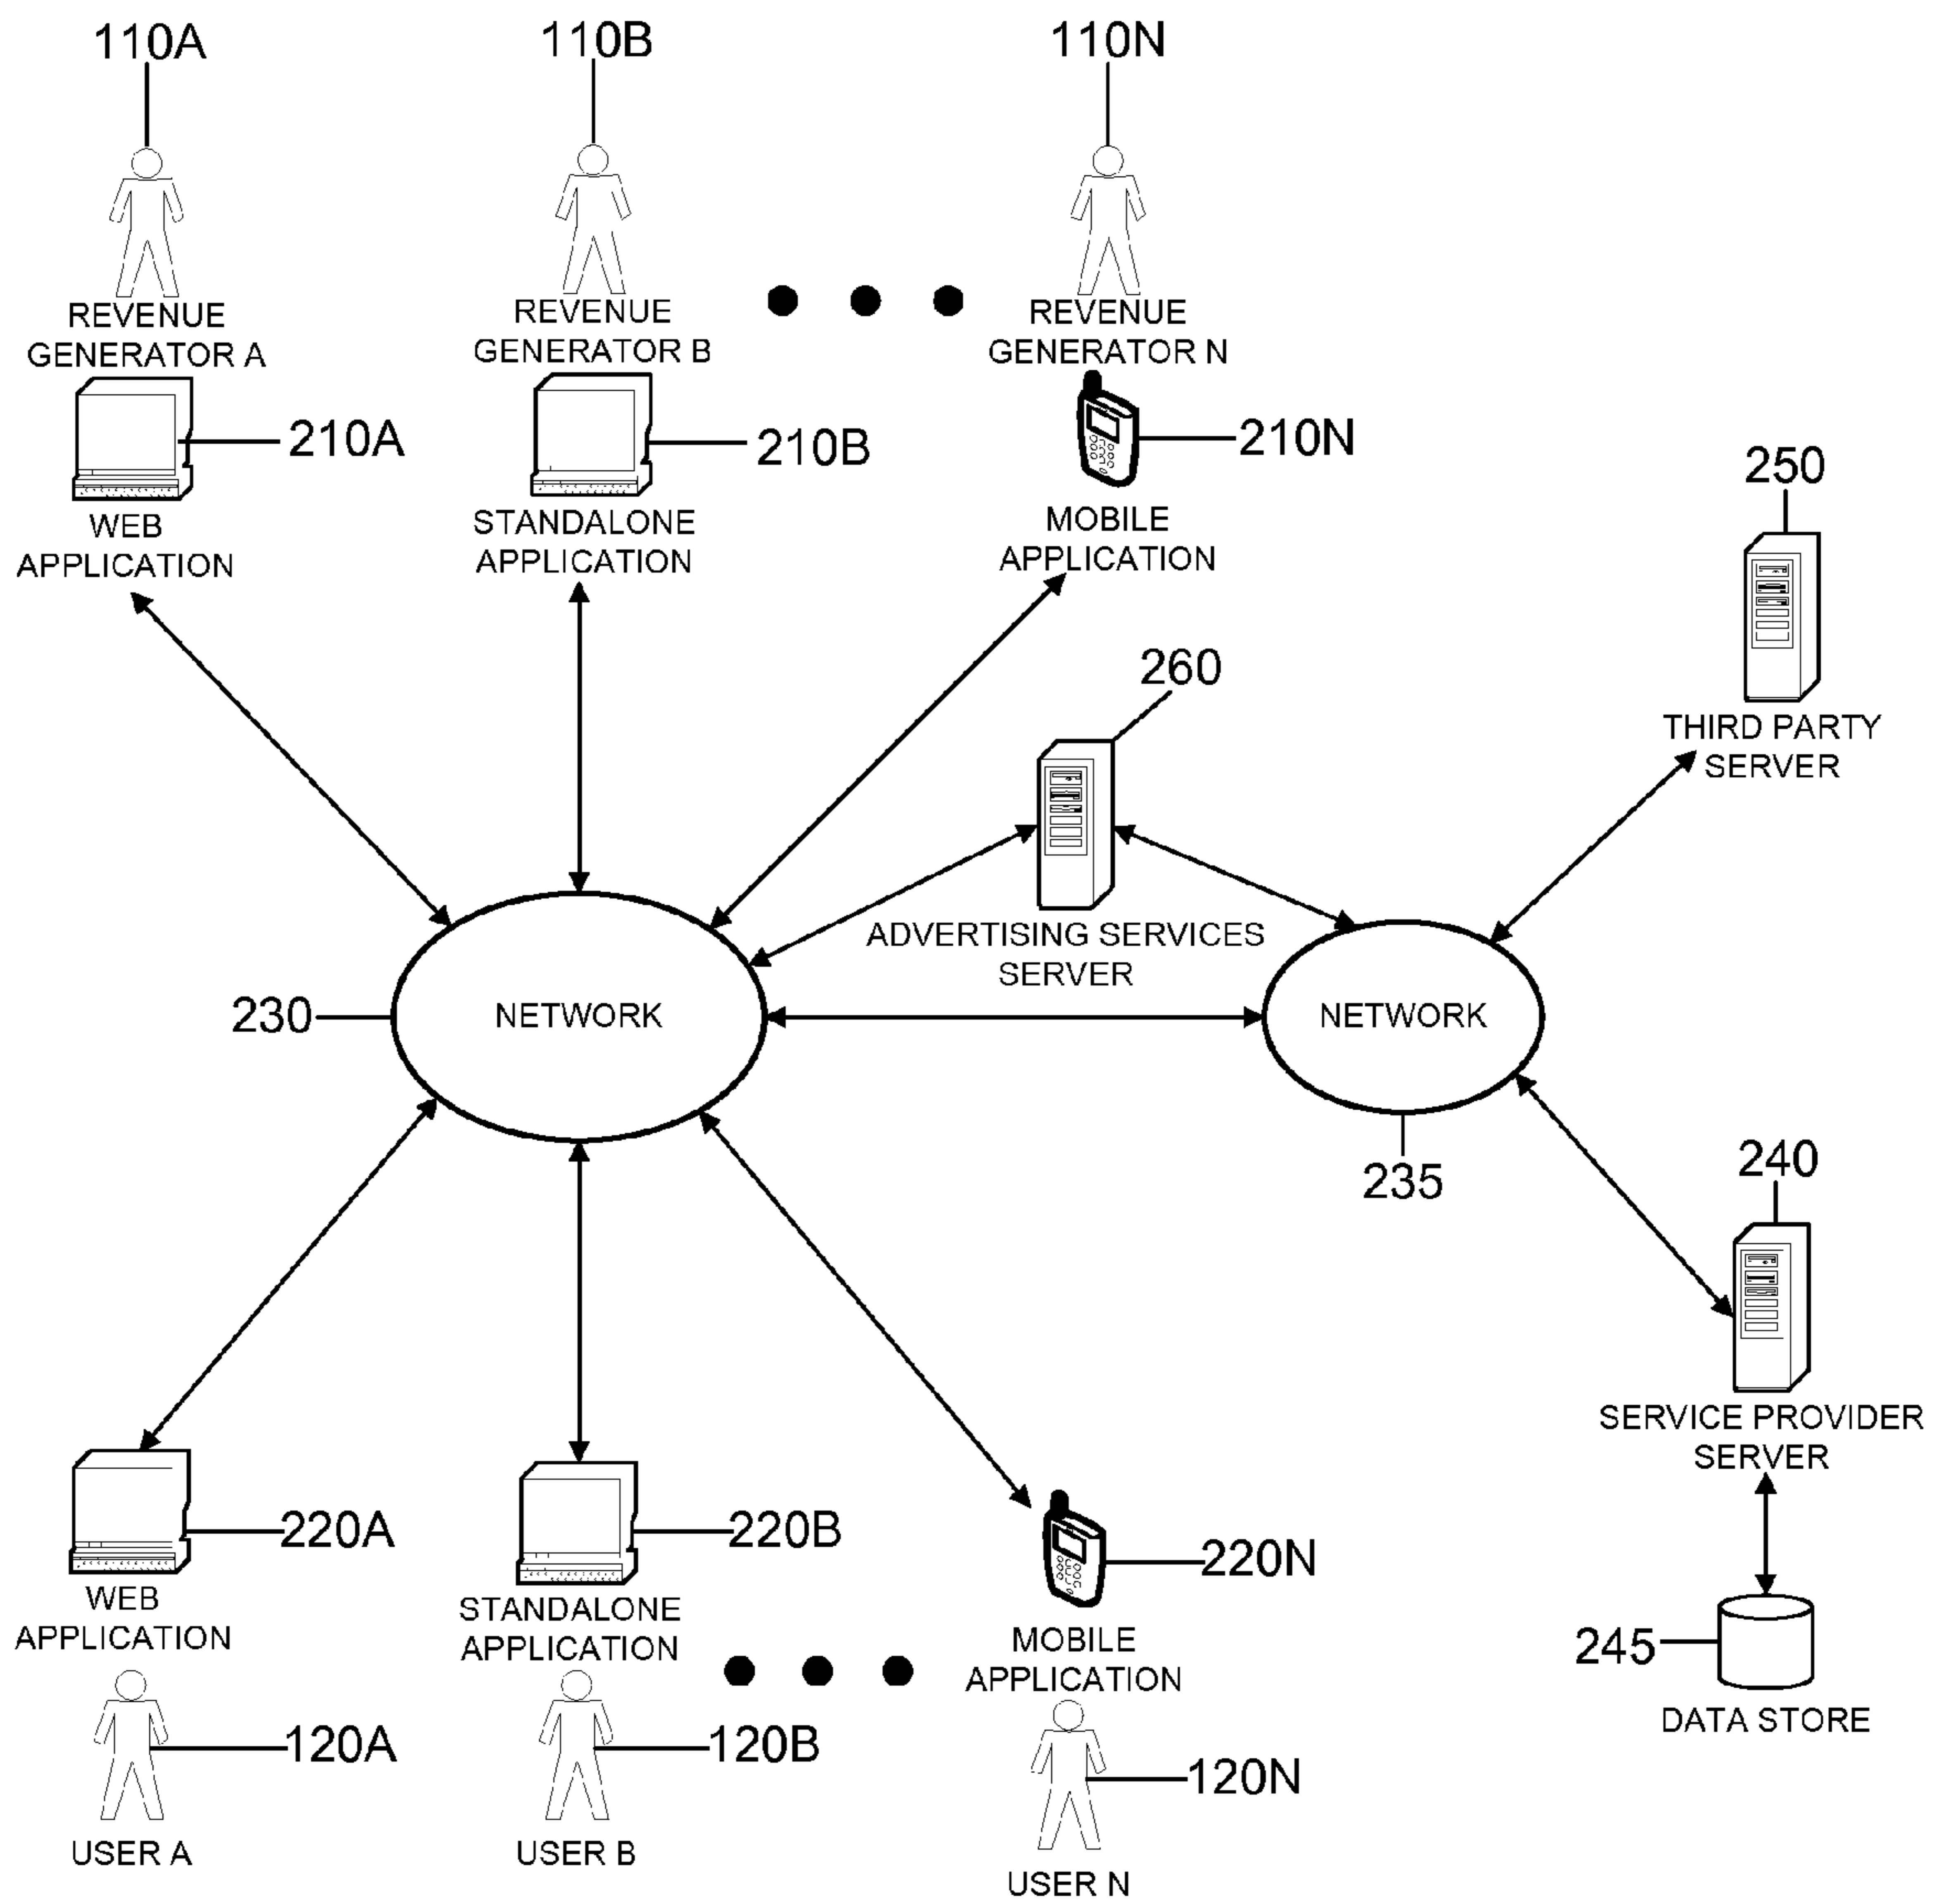 110A
110B
110N
REVENUE
GENERATOR A
REVENUE
GENERATOR B
REVENUE
GENERATOR N
210A
210B
210N
WEB
APPLICATION
STANDALONE
APPLICATION
MOBILE
APPLICATION
250
THIRD PARTY
SERVER
260
ADVERTISING SERVICES
SERVER
230
NETWORK
NETWORK
235
240
SERVICE PROVIDER
SERVER
220A
220B
220N
WEB
APPLICATION
STANDALONE
APPLICATION
MOBILE
APPLICATION
245
DATA STORE
120A
120B
120N
USER A
USER B
USER N